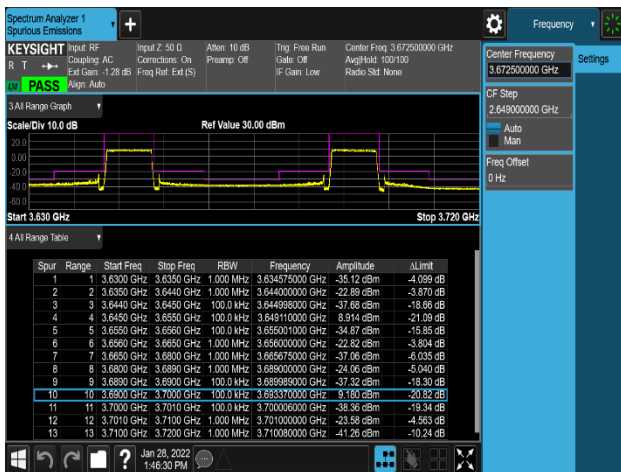 Spectrum Analyzer 1
Spurious Emissions
Frequency
KEYSIGHT
R T
PASS
Input: RF
Coupling: AC
Ext Gain: -1.28 dB
Align: Auto
Input Z: 50 Ω
Corrections: On
Freq Ref: Ext (S)
Atten: 10 dB
Preamp: Off
Trig: Free Run
Gate: Off
IF Gain: Low
Center Freq: 3.672500000 GHz
Avg|Hold: 100/100
Radio Std: None
3 All Range Graph
Scale/Div 10.0 dB
Ref Value 30.00 dBm
20.0
0.00
-20.0
-40.0
-60.0
Start 3.630 GHz
Stop 3.720 GHz
4 All Range Table
Spur Range Start Freq Stop Freq RBW Frequency Amplitude ΔLimit
1 1 3.6300 GHz 3.6350 GHz 1.000 MHz 3.634575000 GHz -35.12 dBm -4.099 dB
2 2 3.6350 GHz 3.6440 GHz 1.000 MHz 3.644000000 GHz -22.89 dBm -3.870 dB
3 3 3.6440 GHz 3.6450 GHz 100.0 kHz 3.644998000 GHz -37.68 dBm -18.66 dB
4 4 3.6450 GHz 3.6550 GHz 100.0 kHz 3.649110000 GHz 8.914 dBm -21.09 dB
5 5 3.6550 GHz 3.6560 GHz 100.0 kHz 3.655001000 GHz -34.87 dBm -15.85 dB
6 6 3.6560 GHz 3.6650 GHz 1.000 MHz 3.656000000 GHz -22.82 dBm -3.804 dB
7 7 3.6650 GHz 3.6800 GHz 1.000 MHz 3.665675000 GHz -37.06 dBm -6.035 dB
8 8 3.6800 GHz 3.6890 GHz 1.000 MHz 3.689000000 GHz -24.06 dBm -5.040 dB
9 9 3.6890 GHz 3.6900 GHz 100.0 kHz 3.689989000 GHz -37.32 dBm -18.30 dB
10 10 3.6900 GHz 3.7000 GHz 100.0 kHz 3.693370000 GHz 9.180 dBm -20.82 dB
11 11 3.7000 GHz 3.7010 GHz 100.0 kHz 3.700006000 GHz -38.36 dBm -19.34 dB
12 12 3.7010 GHz 3.7100 GHz 1.000 MHz 3.701000000 GHz -23.58 dBm -4.563 dB
13 13 3.7100 GHz 3.7200 GHz 1.000 MHz 3.710080000 GHz -41.26 dBm -10.24 dB
Center Frequency
3.672500000 GHz
Settings
CF Step
2.649000000 GHz
Auto
Man
Freq Offset
0 Hz
Jan 28, 2022
1:46:30 PM